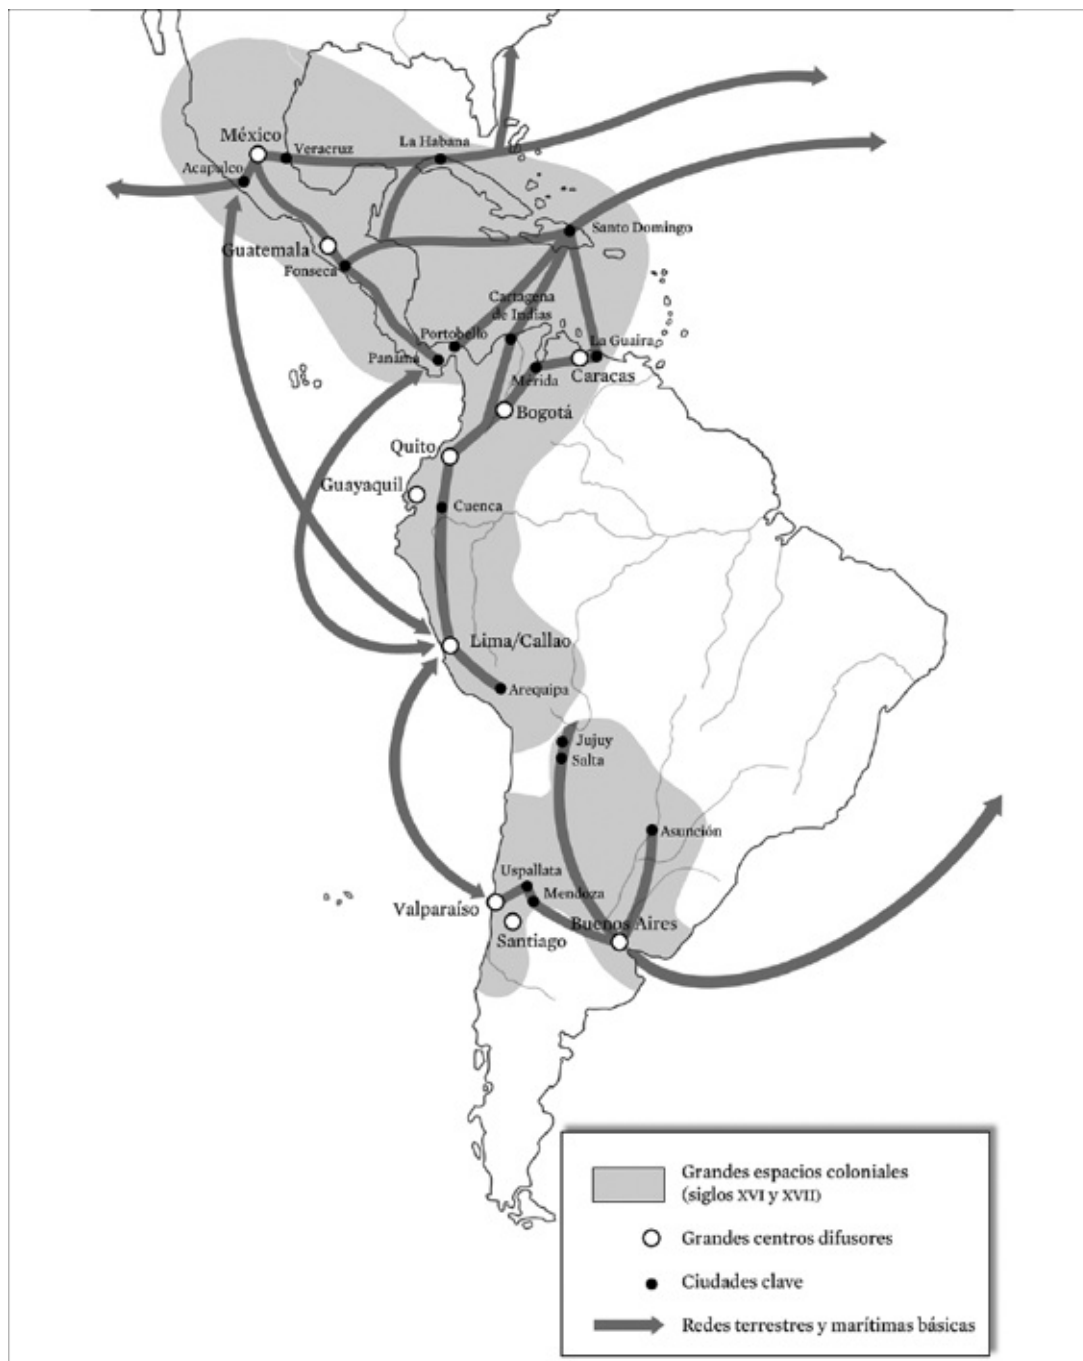 México
Veracruz
La Habana
Acapulco
Santo Domingo
Guatemala
Fonseca
Cartagena
de Indias
Portobello
La Guaira
Panamá
Mérida
Caracas
Bogotá
Quito
Guayaquil
Cuenca
Lima/Callao
Arequipa
Jujuy
Salta
Asunción
Uspallata
Mendoza
Valparaíso
Buenos Aires
Santiago
Grandes espacios coloniales
(siglos XVI y XVII)
Grandes centros difusores
Ciudades clave
Redes terrestres y marítimas básicas